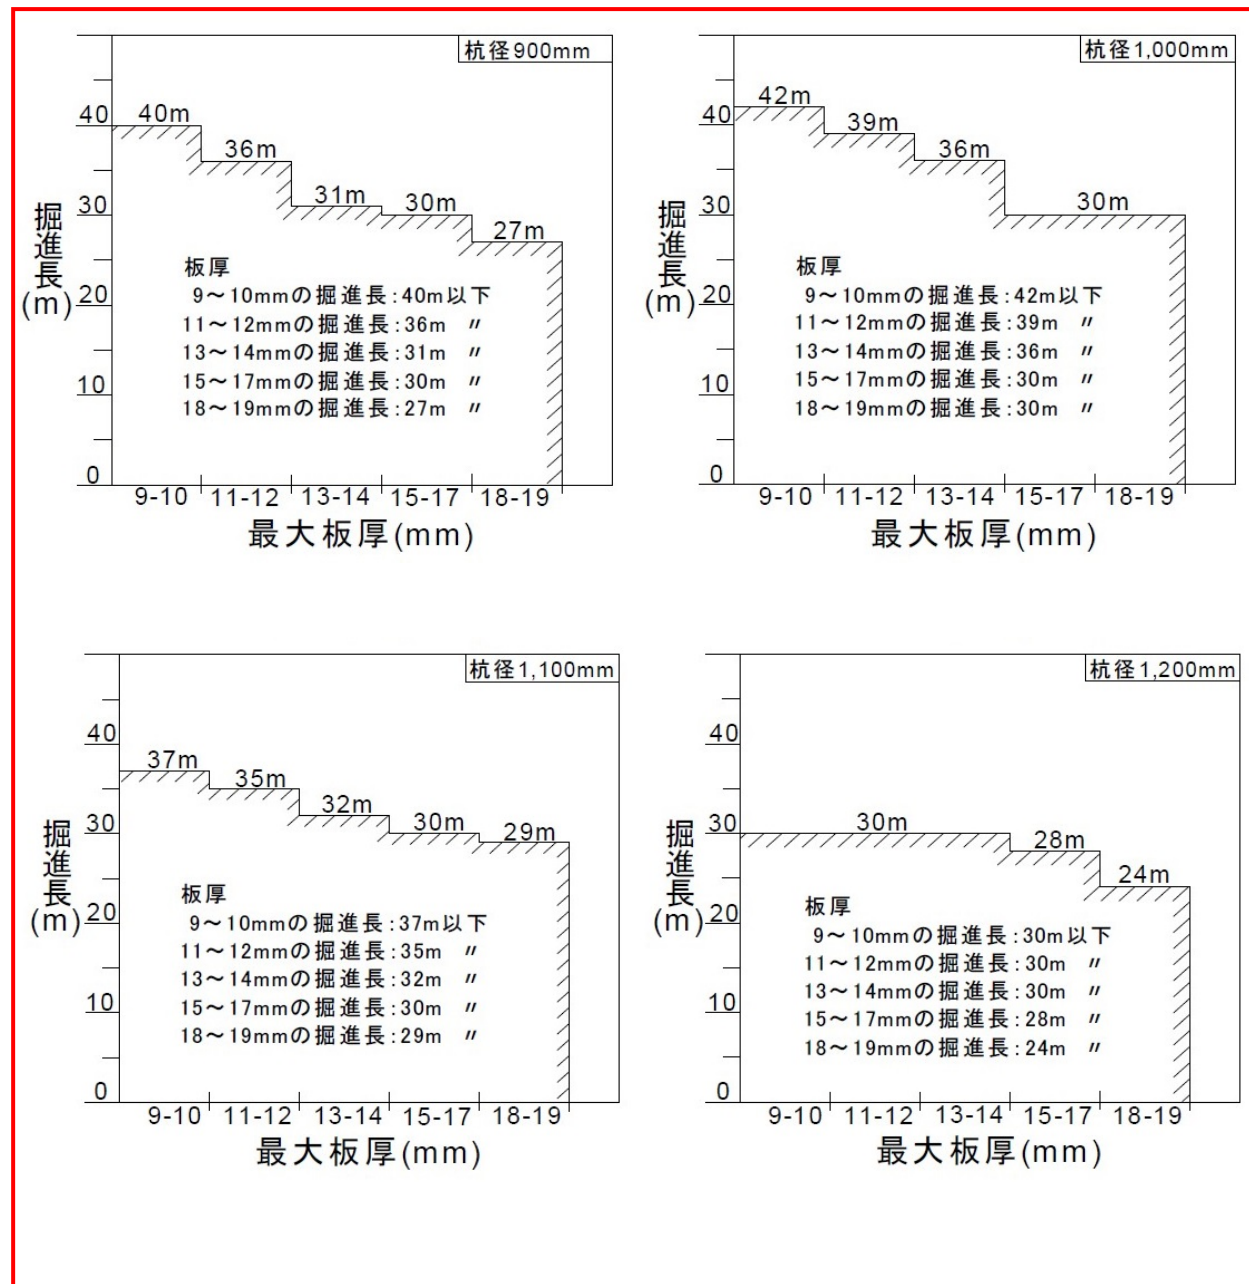 杭径900mm
40m
36m
31m
30m
27m
40
30
20
10
0
掘進長(m)
板厚
9～10mmの掘進長:40m以下
11～12mmの掘進長:36m 〃
13～14mmの掘進長:31m 〃
15～17mmの掘進長:30m 〃
18～19mmの掘進長:27m 〃
9-10 11-12 13-14 15-17 18-19
最大板厚(mm)
杭径1,000mm
42m
39m
36m
30m
40
30
20
10
0
掘進長(m)
板厚
9～10mmの掘進長:42m以下
11～12mmの掘進長:39m 〃
13～14mmの掘進長:36m 〃
15～17mmの掘進長:30m 〃
18～19mmの掘進長:30m 〃
9-10 11-12 13-14 15-17 18-19
最大板厚(mm)
杭径1,100mm
37m
35m
32m
30m
29m
40
30
20
10
0
掘進長(m)
板厚
9～10mmの掘進長:37m以下
11～12mmの掘進長:35m 〃
13～14mmの掘進長:32m 〃
15～17mmの掘進長:30m 〃
18～19mmの掘進長:29m 〃
9-10 11-12 13-14 15-17 18-19
最大板厚(mm)
杭径1,200mm
30m
28m
24m
40
30
20
10
0
掘進長(m)
板厚
9～10mmの掘進長:30m以下
11～12mmの掘進長:30m 〃
13～14mmの掘進長:30m 〃
15～17mmの掘進長:28m 〃
18～19mmの掘進長:24m 〃
9-10 11-12 13-14 15-17 18-19
最大板厚(mm)